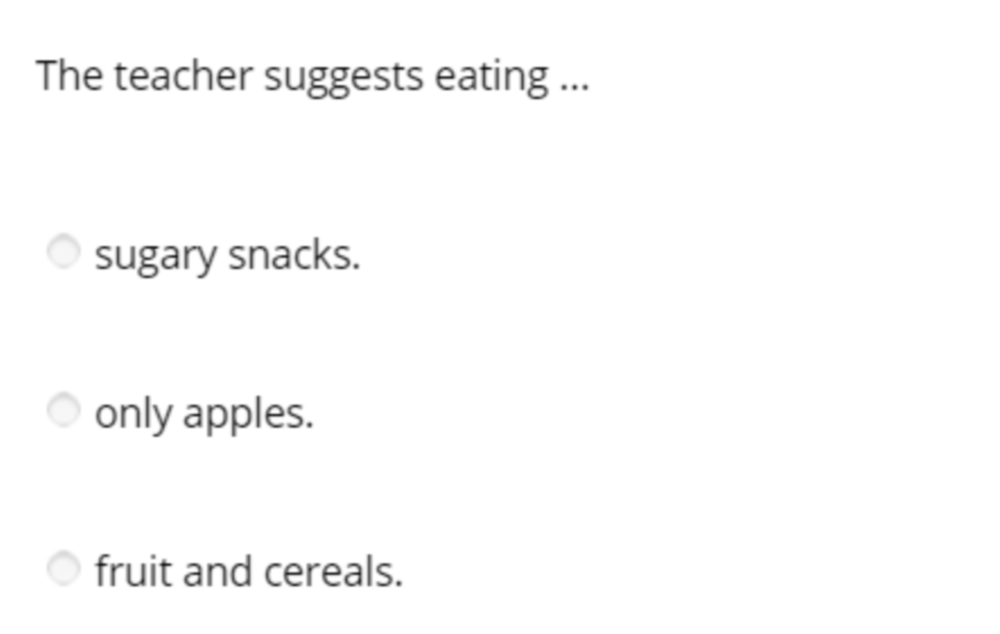 The teacher suggests eating ...
sugary snacks.
only apples.
fruit and cereals.